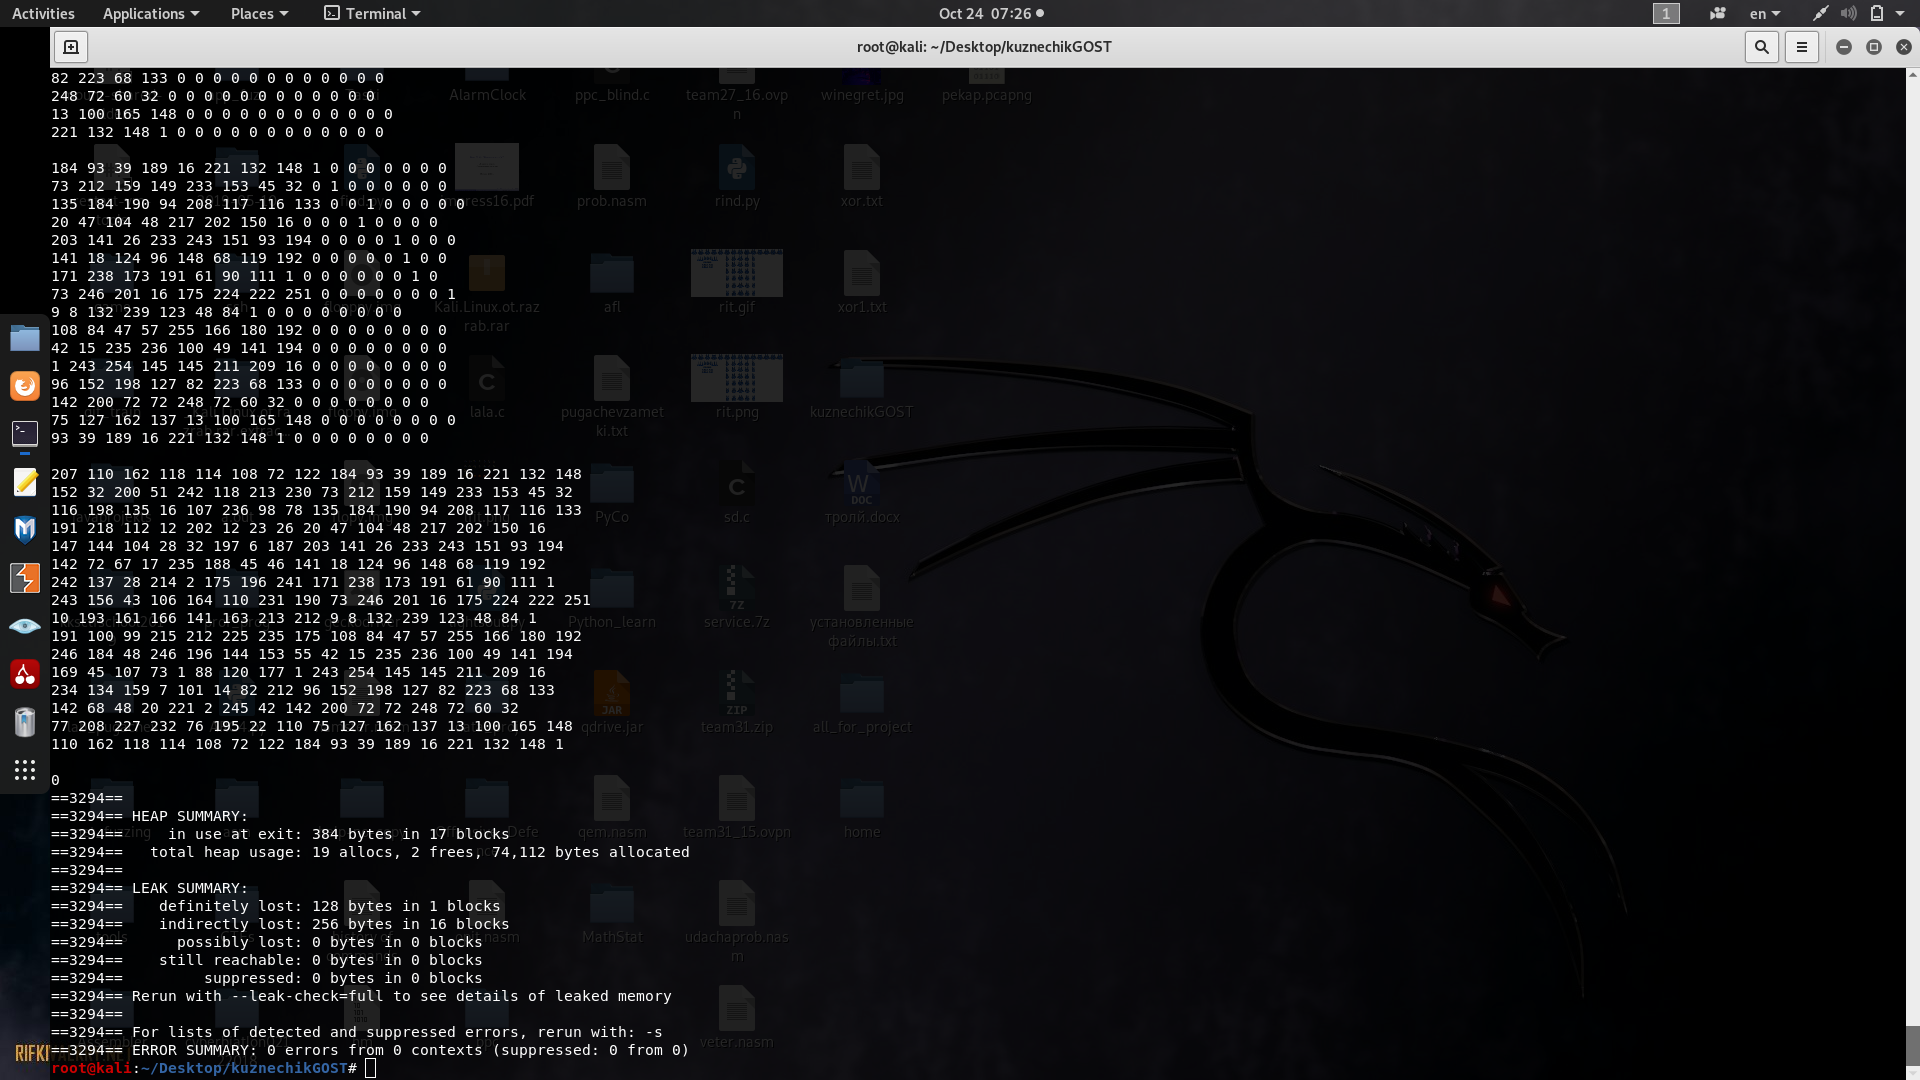 Activities Applications Places Terminal Oct 24 07:26 1 en
root@kali: ~/Desktop/kuznechikGOST
82 223 68 133 0 0 0 0 0 0 0 0 0 0 0 0
248 72 60 32 0 0 0 0 0 0 0 0 0 0 0 0
13 100 165 148 0 0 0 0 0 0 0 0 0 0 0 0
221 132 148 1 0 0 0 0 0 0 0 0 0 0 0 0
184 93 39 189 16 221 132 148 1 0 0 0 0 0 0 0
73 212 159 149 233 153 45 32 0 1 0 0 0 0 0 0
135 184 190 94 208 117 116 133 0 0 1 0 0 0 0 0
20 47 104 48 217 202 150 16 0 0 0 1 0 0 0 0
203 141 26 233 243 151 93 194 0 0 0 0 1 0 0 0
141 18 124 96 148 68 119 192 0 0 0 0 0 1 0 0
171 238 173 191 61 90 111 1 0 0 0 0 0 0 1 0
73 246 201 16 175 224 222 251 0 0 0 0 0 0 0 1
9 8 132 239 123 48 84 1 0 0 0 0 0 0 0 0
108 84 47 57 255 166 180 192 0 0 0 0 0 0 0 0
42 15 235 236 100 49 141 194 0 0 0 0 0 0 0 0
1 243 254 145 145 211 209 16 0 0 0 0 0 0 0 0
96 152 198 127 82 223 68 133 0 0 0 0 0 0 0 0
142 200 72 72 248 72 60 32 0 0 0 0 0 0 0 0
75 127 162 137 13 100 165 148 0 0 0 0 0 0 0 0
93 39 189 16 221 132 148 1 0 0 0 0 0 0 0 0
207 110 162 118 114 108 72 122 184 93 39 189 16 221 132 148
152 32 200 51 242 118 213 230 73 212 159 149 233 153 45 32
116 198 135 16 107 236 98 78 135 184 190 94 208 117 116 133
191 218 112 12 202 12 23 26 20 47 104 48 217 202 150 16
147 144 104 28 32 197 6 187 203 141 26 233 243 151 93 194
142 72 67 17 235 188 45 46 141 18 124 96 148 68 119 192
242 137 28 214 2 175 196 241 171 238 173 191 61 90 111 1
243 156 43 106 164 110 231 190 73 246 201 16 175 224 222 251
10 193 161 166 141 163 213 212 9 8 132 239 123 48 84 1
191 100 99 215 212 225 235 175 108 84 47 57 255 166 180 192
246 184 48 246 196 144 153 55 42 15 235 236 100 49 141 194
169 45 107 73 1 88 120 177 1 243 254 145 145 211 209 16
234 134 159 7 101 14 82 212 96 152 198 127 82 223 68 133
142 68 48 20 221 2 245 42 142 200 72 72 248 72 60 32
77 208 227 232 76 195 22 110 75 127 162 137 13 100 165 148
110 162 118 114 108 72 122 184 93 39 189 16 221 132 148 1
0
==3294==
==3294== HEAP SUMMARY:
==3294== in use at exit: 384 bytes in 17 blocks
==3294== total heap usage: 19 allocs, 2 frees, 74,112 bytes allocated
==3294==
==3294== LEAK SUMMARY:
==3294== definitely lost: 128 bytes in 1 blocks
==3294== indirectly lost: 256 bytes in 16 blocks
==3294== possibly lost: 0 bytes in 0 blocks
==3294== still reachable: 0 bytes in 0 blocks
==3294== suppressed: 0 bytes in 0 blocks
==3294== Rerun with --leak-check=full to see details of leaked memory
==3294==
==3294== For lists of detected and suppressed errors, rerun with: -s
==3294== ERROR SUMMARY: 0 errors from 0 contexts (suppressed: 0 from 0)
root@kali:~/Desktop/kuznechikGOST#
AlarmClock ppc_blind.c team27_16.ovpn winegret.jpg pekap.pcapng
prob.nasm rind.py xor.txt
Kali.Linux.ot.razrab.rar afl rit.gif xor1.txt
lala.c pugachevzametki.txt rit.png kuznechikGOST
PyCo sd.c тролй.docx
Python_learn service.7z установленные файлы.txt
qdrive.jar team31.zip all_for_project
qem.nasm team31_15.ovpn home
MathStat udachaprob.nasm
veter.nasm